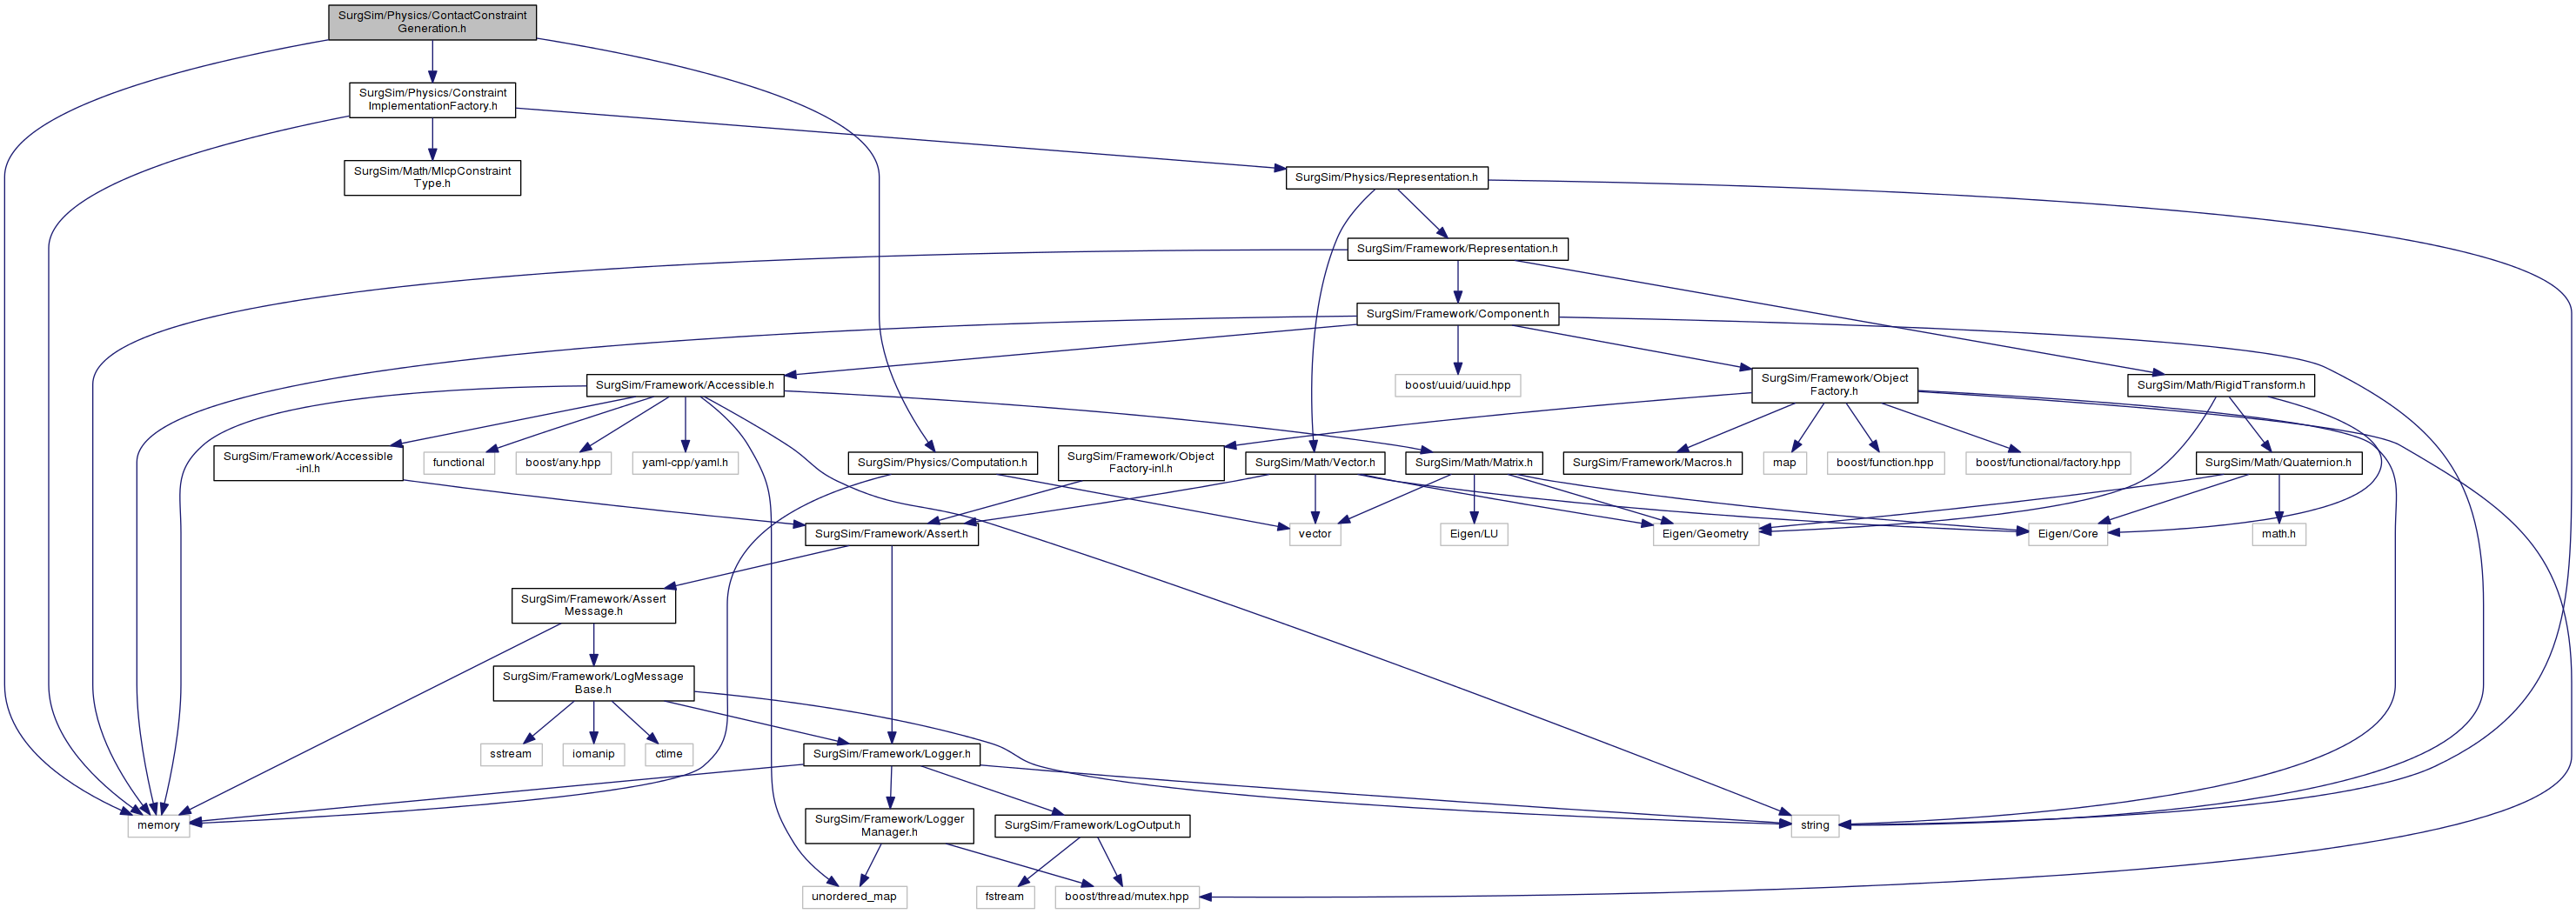 SurgSim/Physics/ContactConstraint
Generation.h
SurgSim/Physics/Constraint
ImplementationFactory.h
SurgSim/Math/MlcpConstraint
Type.h
SurgSim/Physics/Representation.h
SurgSim/Framework/Representation.h
SurgSim/Framework/Component.h
SurgSim/Framework/Accessible.h
boost/uuid/uuid.hpp
SurgSim/Framework/Object
Factory.h
SurgSim/Math/RigidTransform.h
SurgSim/Framework/Accessible
-inl.h
functional
boost/any.hpp
yaml-cpp/yaml.h
SurgSim/Physics/Computation.h
SurgSim/Framework/Object
Factory-inl.h
SurgSim/Math/Vector.h
SurgSim/Math/Matrix.h
SurgSim/Framework/Macros.h
map
boost/function.hpp
boost/functional/factory.hpp
SurgSim/Math/Quaternion.h
SurgSim/Framework/Assert.h
vector
Eigen/LU
Eigen/Geometry
Eigen/Core
math.h
SurgSim/Framework/Assert
Message.h
SurgSim/Framework/LogMessage
Base.h
sstream
iomanip
ctime
SurgSim/Framework/Logger.h
memory
SurgSim/Framework/Logger
Manager.h
SurgSim/Framework/LogOutput.h
string
unordered_map
fstream
boost/thread/mutex.hpp